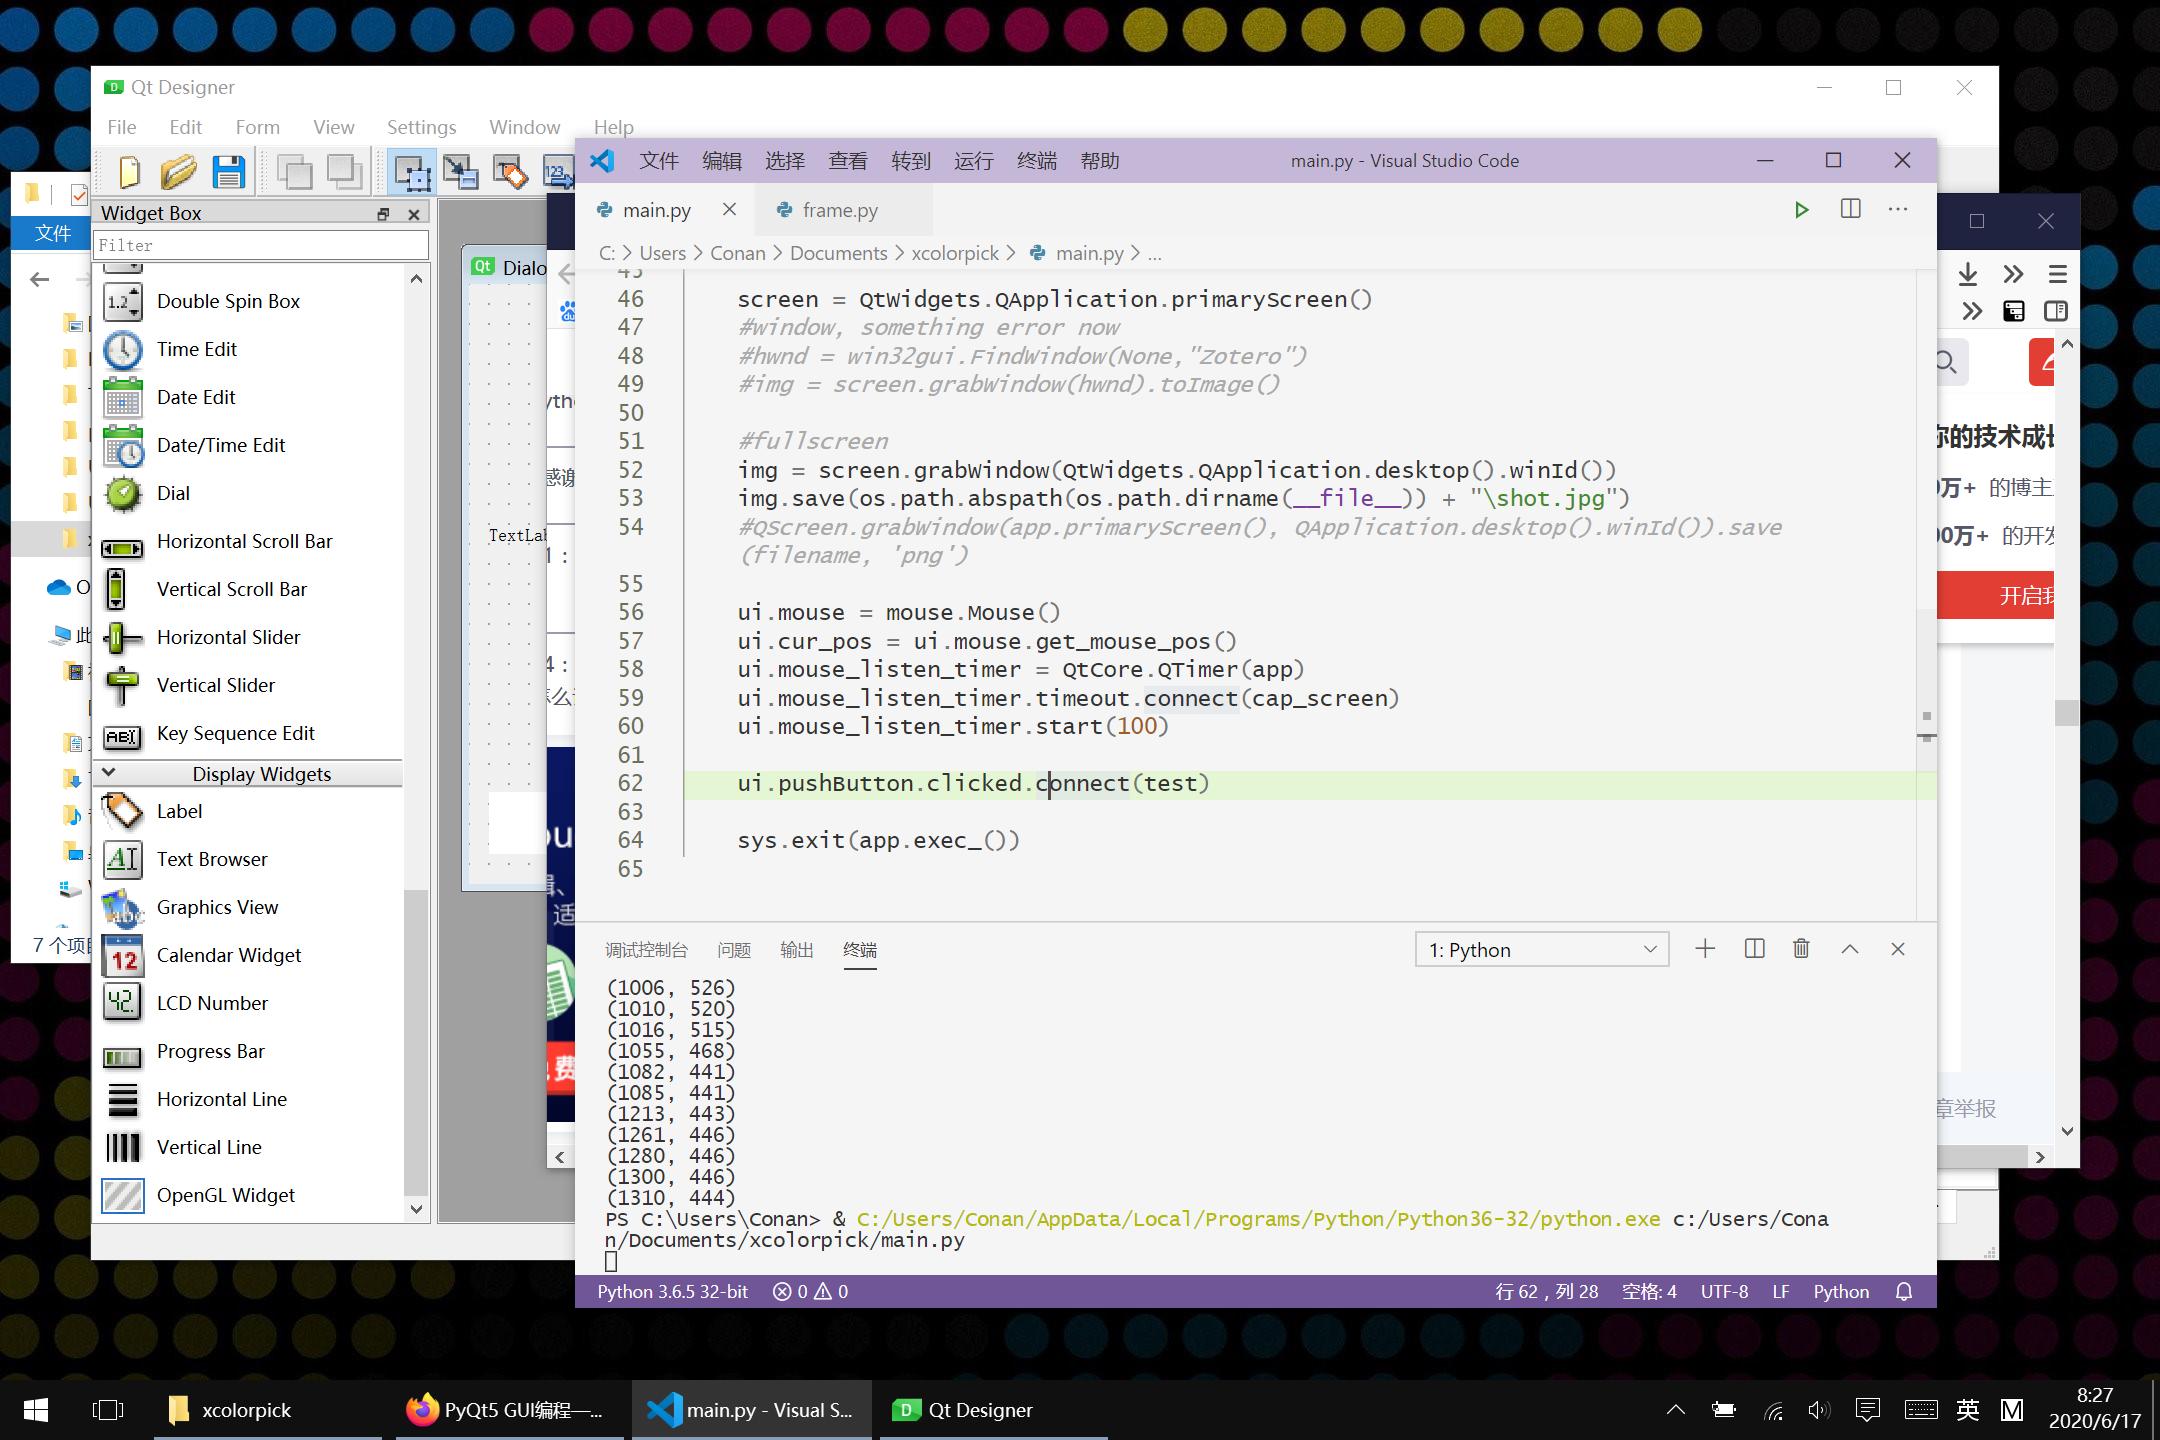 Qt Designer
File Edit Form View Settings Window Help
Widget Box
Filter
Double Spin Box
Time Edit
Date Edit
Date/Time Edit
Dial
Horizontal Scroll Bar
Vertical Scroll Bar
Horizontal Slider
Vertical Slider
Key Sequence Edit
Display Widgets
Label
Text Browser
Graphics View
Calendar Widget
LCD Number
Progress Bar
Horizontal Line
Vertical Line
OpenGL Widget
文件
7 个项
文件 编辑 选择 查看 转到 运行 终端 帮助
main.py - Visual Studio Code
main.py
frame.py
C: > Users > Conan > Documents > xcolorpick > main.py > ...
45
46 screen = QtWidgets.QApplication.primaryScreen()
47 #window, something error now
48 #hwnd = win32gui.FindWindow(None,"Zotero")
49 #img = screen.grabWindow(hwnd).toImage()
50
51 #fullscreen
52 img = screen.grabWindow(QtWidgets.QApplication.desktop().winId())
53 img.save(os.path.abspath(os.path.dirname(__file__)) + "\shot.jpg")
54 #QScreen.grabWindow(app.primaryScreen(), QApplication.desktop().winId()).save
(filename, 'png')
55
56 ui.mouse = mouse.Mouse()
57 ui.cur_pos = ui.mouse.get_mouse_pos()
58 ui.mouse_listen_timer = QtCore.QTimer(app)
59 ui.mouse_listen_timer.timeout.connect(cap_screen)
60 ui.mouse_listen_timer.start(100)
61
62 ui.pushButton.clicked.connect(test)
63
64 sys.exit(app.exec_())
65
调试控制台 问题 输出 终端
1: Python
(1006, 526)
(1010, 520)
(1016, 515)
(1055, 468)
(1082, 441)
(1085, 441)
(1213, 443)
(1261, 446)
(1280, 446)
(1300, 446)
(1310, 444)
PS C:\Users\Conan> & C:/Users/Conan/AppData/Local/Programs/Python/Python36-32/python.exe c:/Users/Cona
n/Documents/xcolorpick/main.py
Python 3.6.5 32-bit 0 0 行 62，列 28 空格: 4 UTF-8 LF Python
Qt Dialo
TextLab
感谢
1：
4：
适
费
你的技术成
0万+ 的博主
00万+ 的开发
开启我
章举报
xcolorpick
PyQt5 GUI编程—...
main.py - Visual S...
Qt Designer
英
M
8:27
2020/6/17